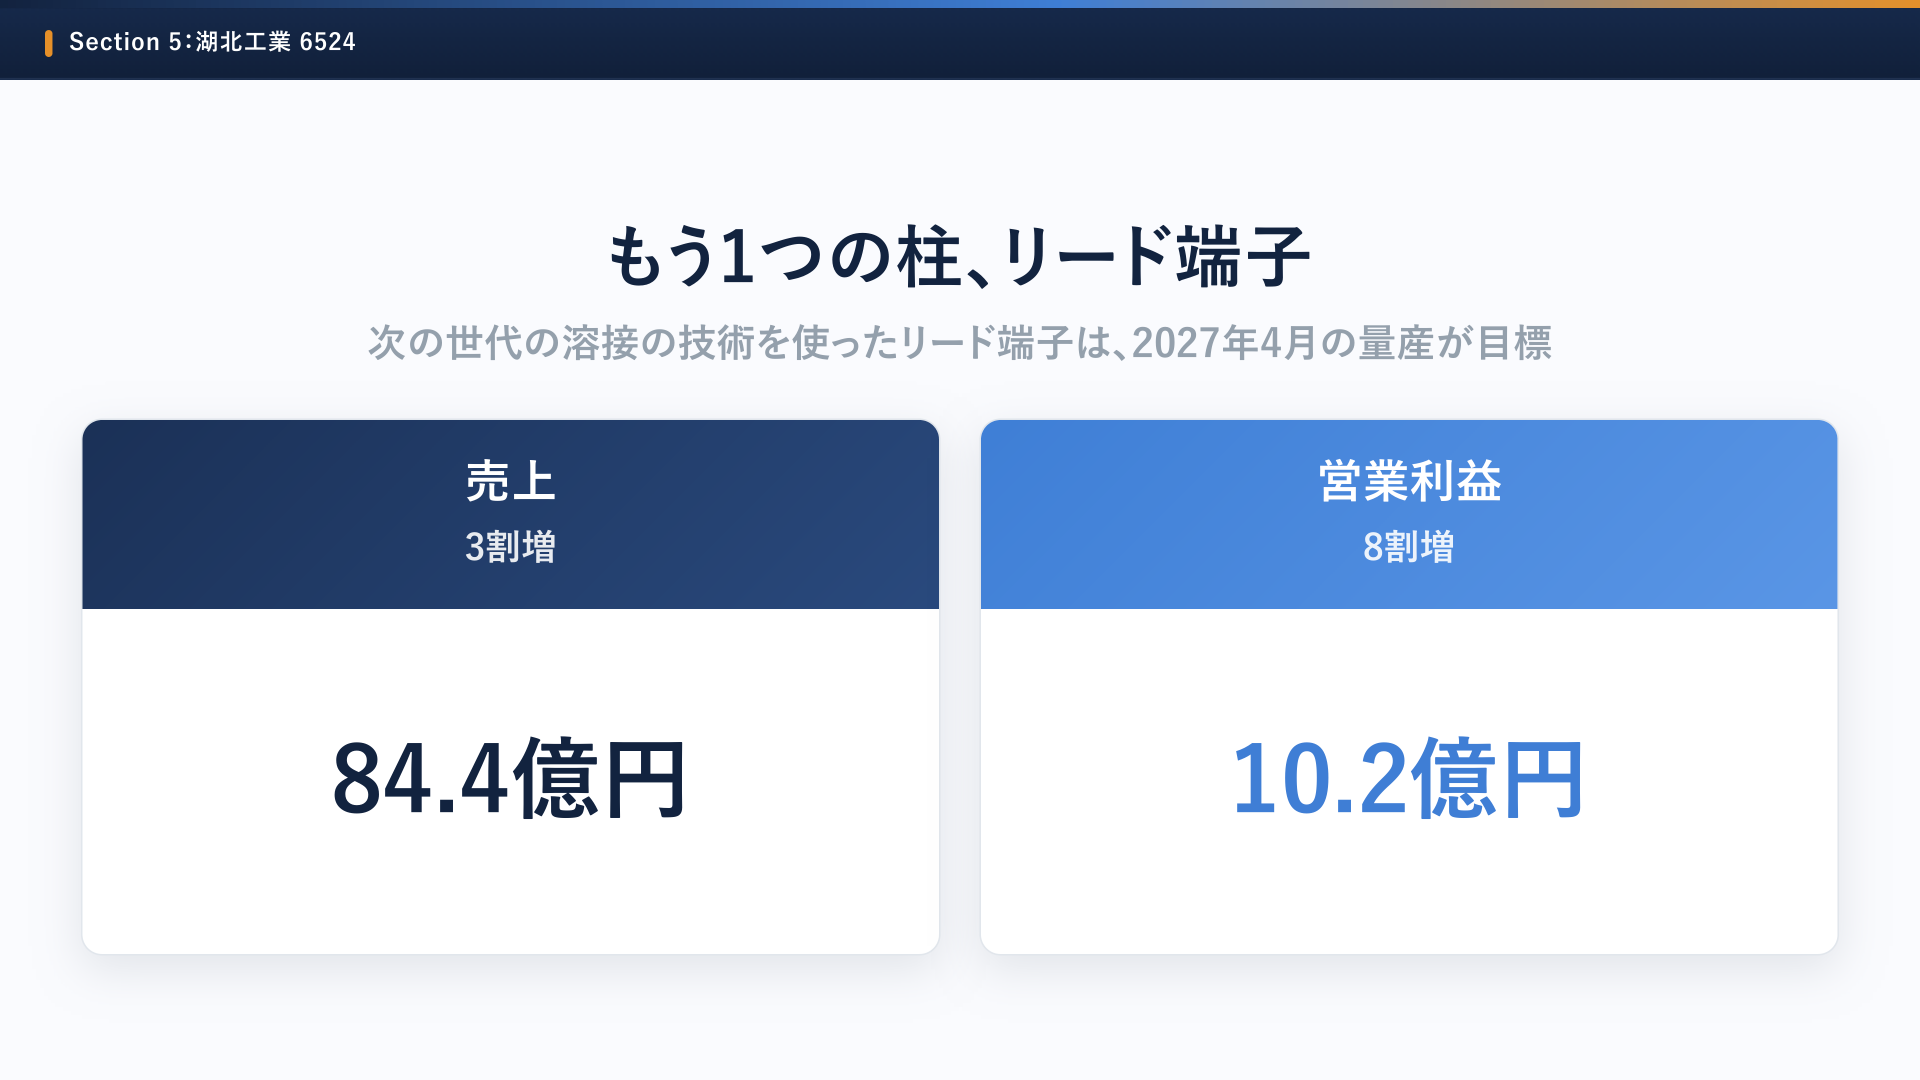 Section 5：湖北工業 6524
もう1つの柱、リード端子
次の世代の溶接の技術を使ったリード端子は、2027年4月の量産が目標
売上
3割増
84.4億円
営業利益
8割増
10.2億円